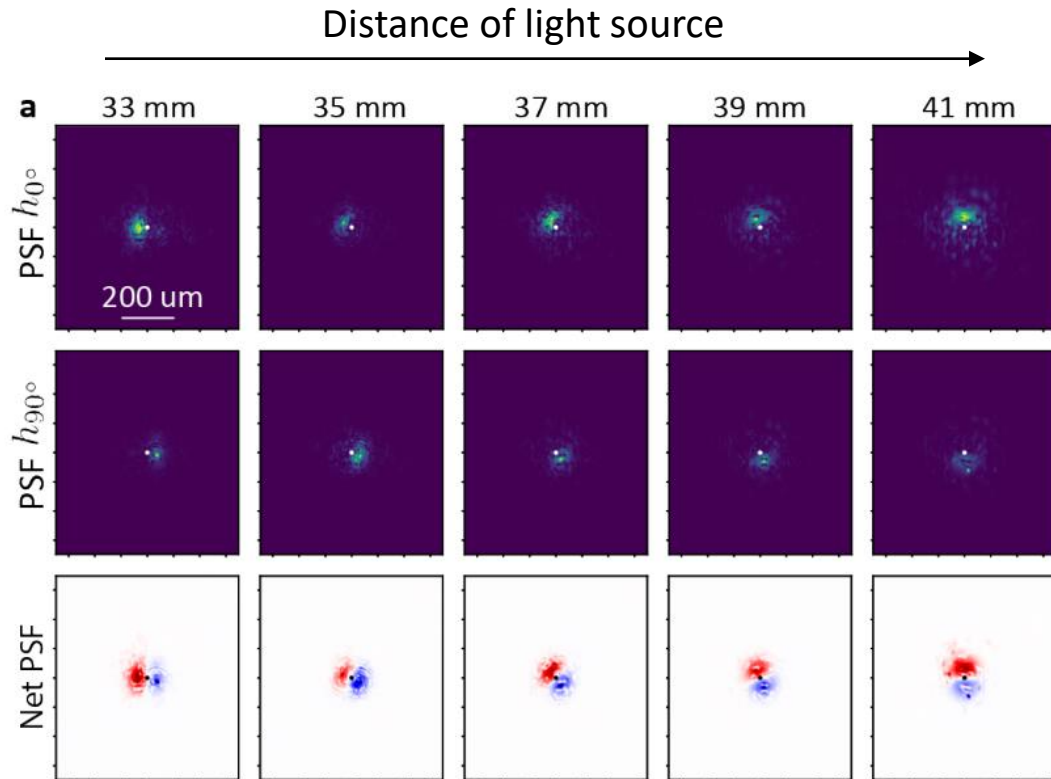 Distance of light source
a 33 mm 35 mm 37 mm 39 mm 41 mm
PSF h0°
200 um
PSF h90°
Net PSF